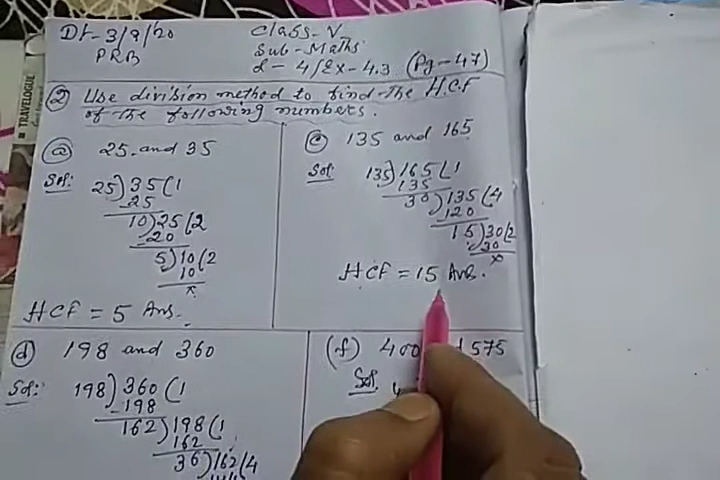 Dt-3/9/20
PRB
Class-V
Sub-Maths
L-4/Ex-4.3 (Pg-47)
② Use division method to find the H.C.F
of the following numbers.
ⓐ 25 and 35
Sol:
25)35(1
-25
10)25(2
-20
5)10(2
10
x
HCF = 5 Ans.
ⓒ 135 and 165
Sol
135)165(1
135
30)135(4
-120
15)30(2
-30
x
HCF = 15 Ans.
ⓓ 198 and 360
Sol:
198)360(1
-198
162)198(1
162
36)162(4
(f) 400 1575
Sol.
4
TRAVELOGUE